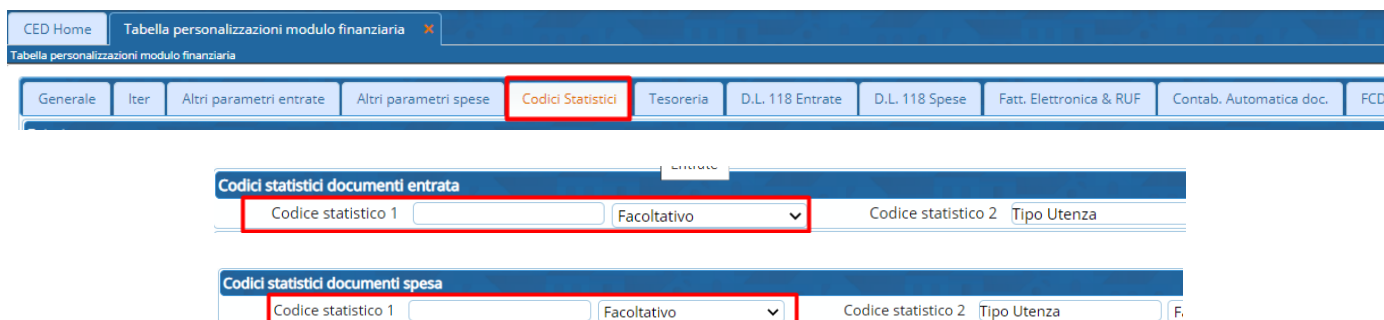 CED Home Tabella personalizzazioni modulo finanziaria ×
Tabella personalizzazioni modulo finanziaria
Generale Iter Altri parametri entrate Altri parametri spese Codici Statistici Tesoreria D.L. 118 Entrate D.L. 118 Spese Fatt. Elettronica & RUF Contab. Automatica doc. FCD
Codici statistici documenti entrata
Codice statistico 1 Facoltativo Codice statistico 2 Tipo Utenza
Codici statistici documenti spesa
Codice statistico 1 Facoltativo Codice statistico 2 Tipo Utenza